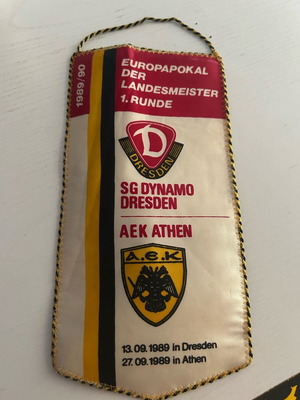 1989/90
EUROPAPOKAL
DER
LANDESMEISTER
1. RUNDE
D
DRESDEN
SG DYNAMO
DRESDEN
AEK ATHEN
A.E.K
13.09.1989 in Dresden
27.09.1989 in Athen